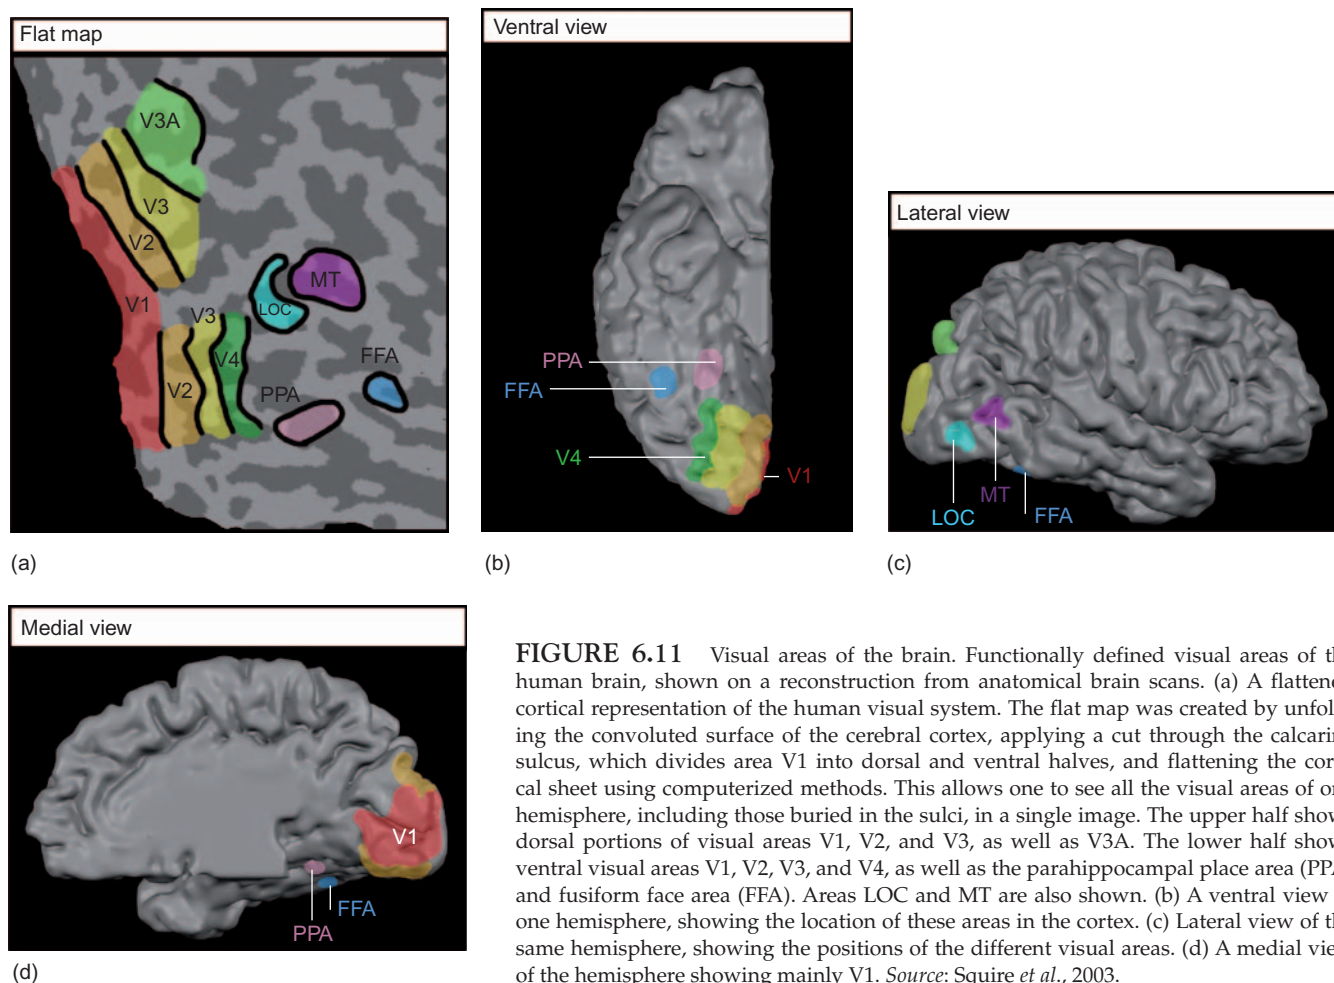 Flat map
V3A
V3
V2
V1
MT
LOC
V3
V4
V2
FFA
PPA
(a)
Ventral view
PPA
FFA
V4
V1
(b)
Lateral view
MT
LOC
FFA
(c)
Medial view
V1
FFA
PPA
(d)
FIGURE 6.11 Visual areas of the brain. Functionally defined visual areas of
human brain, shown on a reconstruction from anatomical brain scans. (a) A
cortical representation of the human visual system. The flat map was created by
ing the convoluted surface of the cerebral cortex, applying a cut through the
sulcus, which divides area V1 into dorsal and ventral halves, and flattening the
cal sheet using computerized methods. This allows one to see all the visual areas of
hemisphere, including those buried in the sulci, in a single image. The upper half
dorsal portions of visual areas V1, V2, and V3, as well as V3A. The lower half
ventral visual areas V1, V2, V3, and V4, as well as the parahippocampal place area (PPA
and fusiform face area (FFA). Areas LOC and MT are also shown. (b) A ventral view
one hemisphere, showing the location of these areas in the cortex. (c) Lateral view of
same hemisphere, showing the positions of the different visual areas. (d) A medial
of the hemisphere showing mainly V1. Source: Squire et al., 2003.